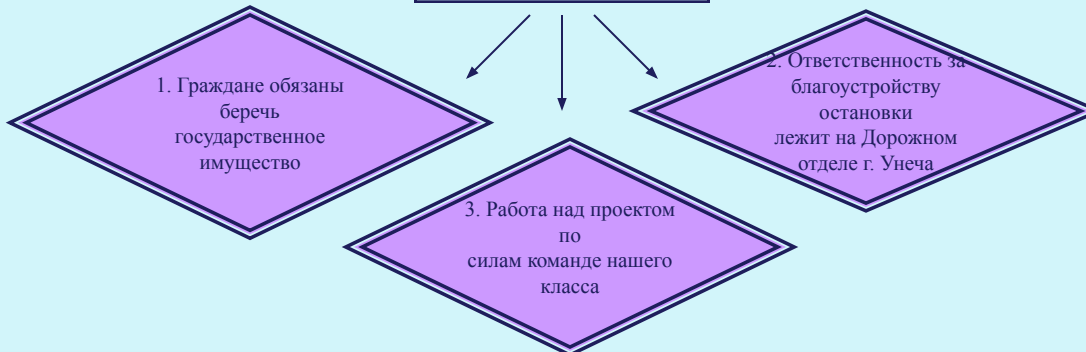 1. Граждане обязаны
беречь
государственное
имущество
2. Ответственность за
благоустройству
остановки
лежит на Дорожном
отделе г. Унеча
3. Работа над проектом
по
силам команде нашего
класса